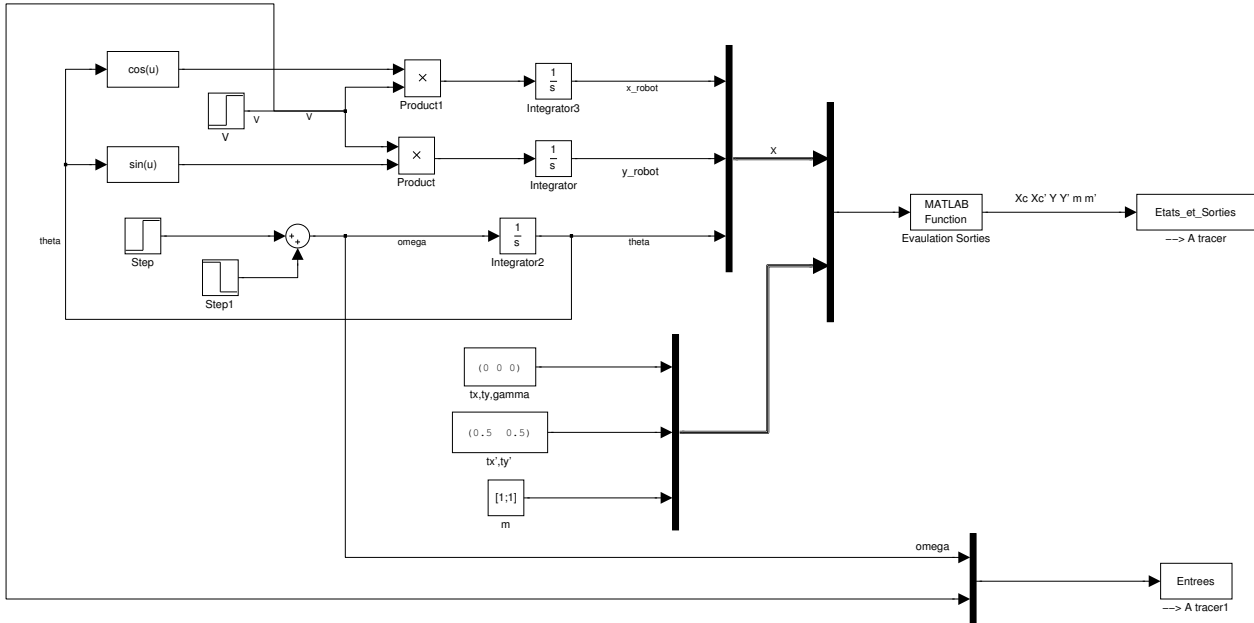 cos(u)
×
Product1
1
s
Integrator3
x_robot
V
V
V
sin(u)
×
Product
1
s
Integrator
y_robot
X
MATLAB
Function
Evaulation Sorties
Xc Xc' Y Y' m m'
Etats_et_Sorties
−−> A tracer
theta
Step
+
+
Step1
omega
1
s
Integrator2
theta
(0 0 0)
tx,ty,gamma
(0.5 0.5)
tx',ty'
[1;1]
m
omega
Entrees
−−> A tracer1